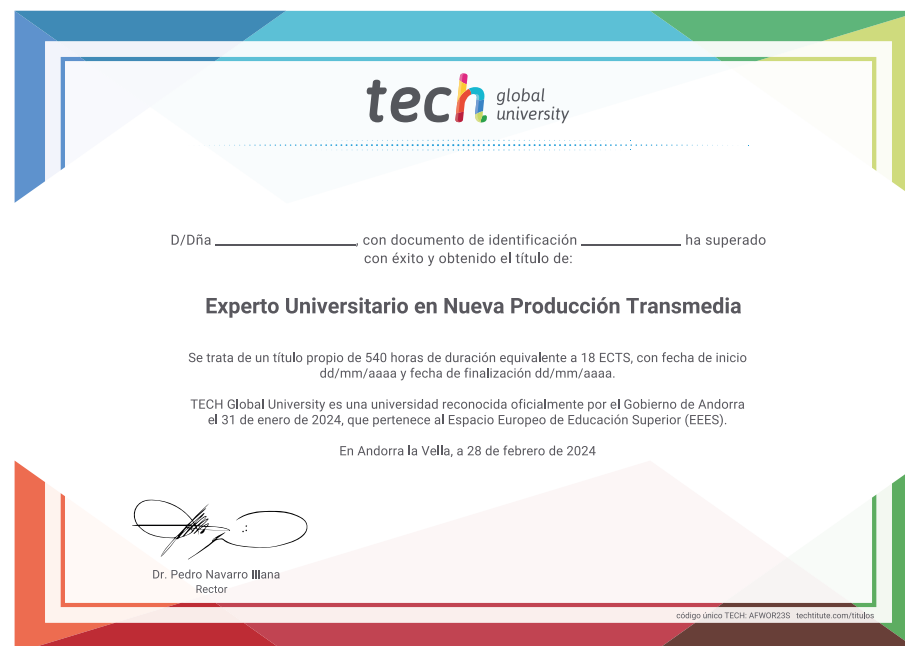 tech global university
D/Dña ______________, con documento de identificación __________ ha superado
con éxito y obtenido el título de:
Experto Universitario en Nueva Producción Transmedia
Se trata de un título propio de 540 horas de duración equivalente a 18 ECTS, con fecha de inicio
dd/mm/aaaa y fecha de finalización dd/mm/aaaa.
TECH Global University es una universidad reconocida oficialmente por el Gobierno de Andorra
el 31 de enero de 2024, que pertenece al Espacio Europeo de Educación Superior (EEES).
En Andorra la Vella, a 28 de febrero de 2024
Dr. Pedro Navarro Illana
Rector
código único TECH: AFWOR23S techtitute.com/titulos